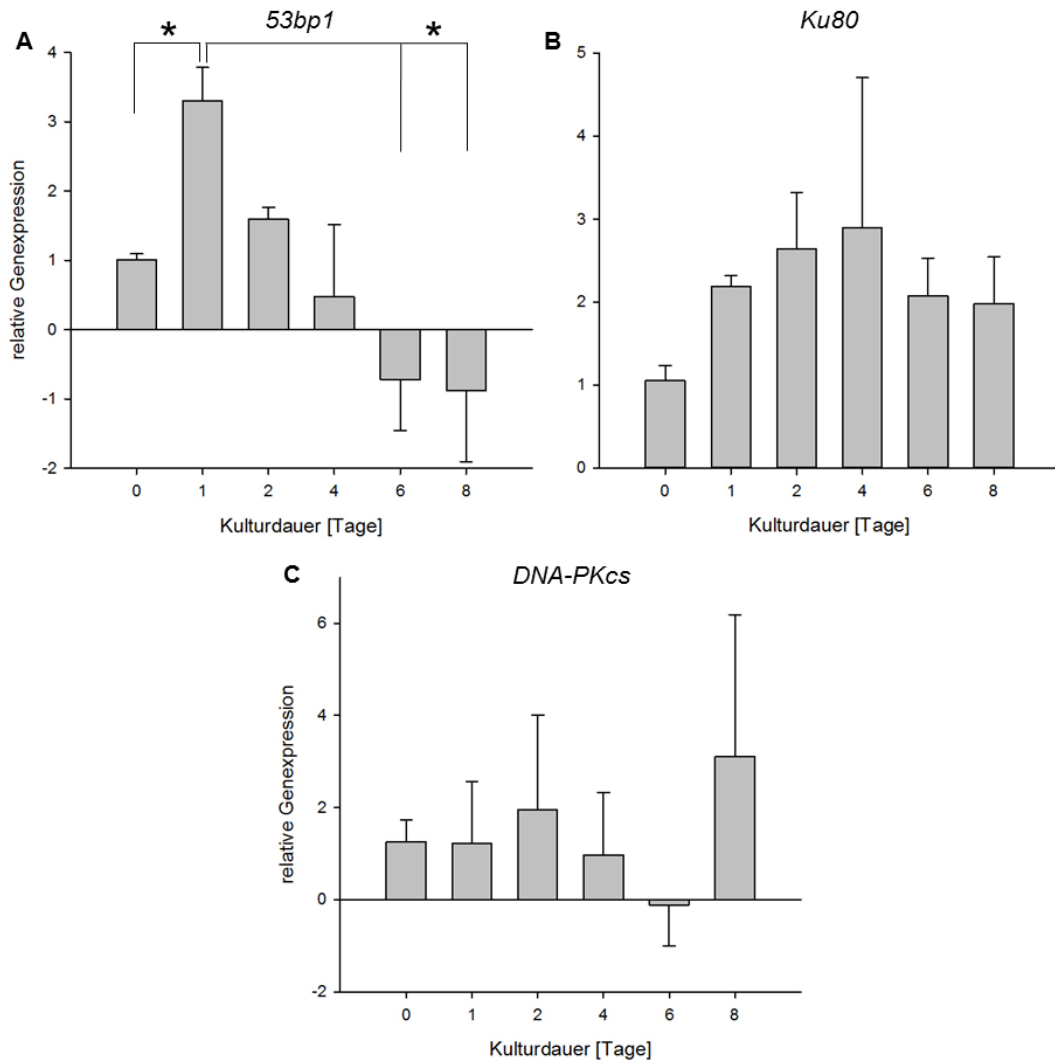 A
53bp1
*
*
4
3
2
1
0
-1
-2
relative Genexpression
0 1 2 4 6 8
Kulturdauer [Tage]
B
Ku80
5
4
3
2
1
0
0 1 2 4 6 8
Kulturdauer [Tage]
C
DNA-PKcs
6
4
2
0
-2
relative Genexpression
0 1 2 4 6 8
Kulturdauer [Tage]